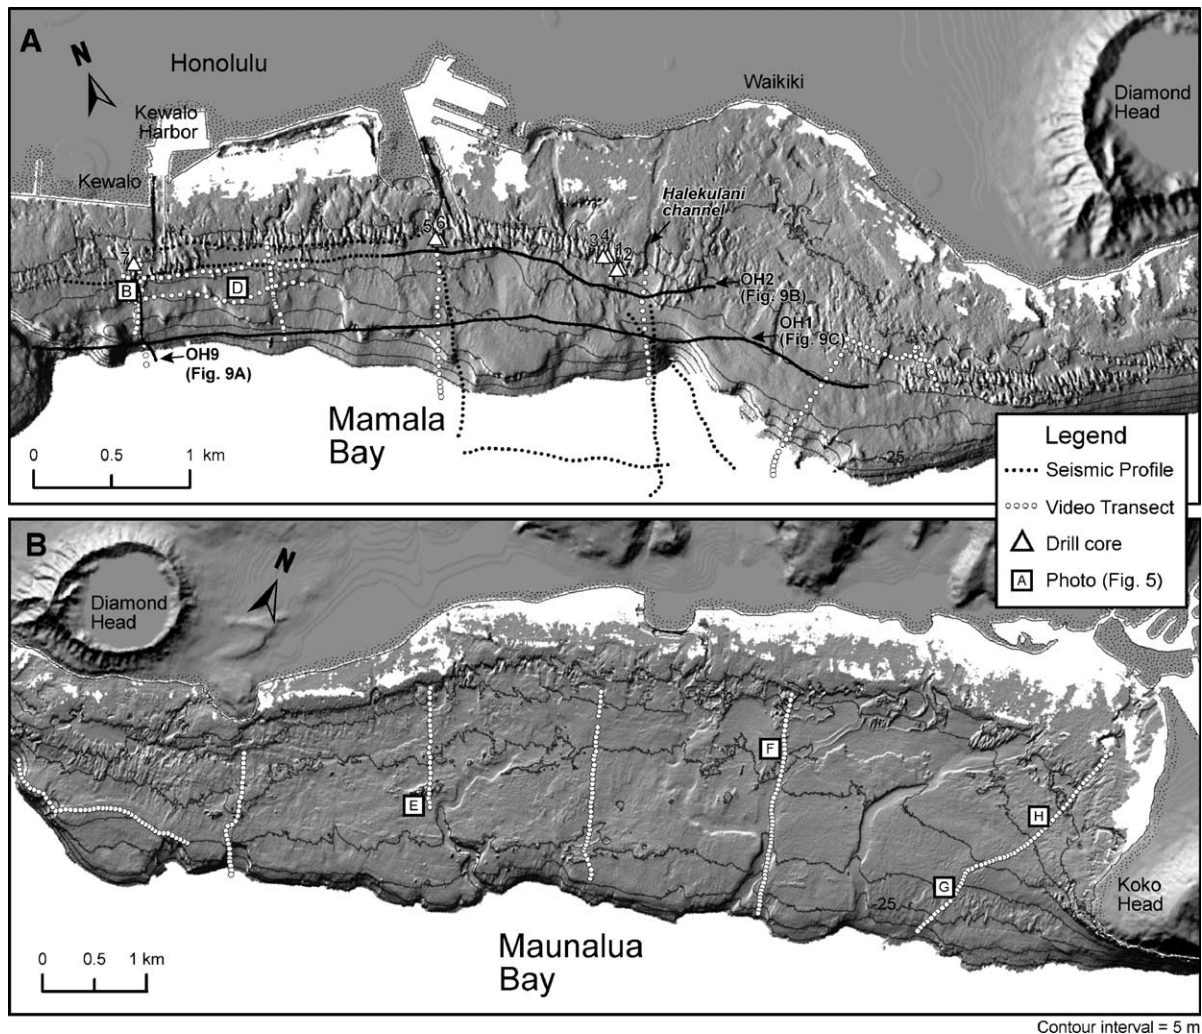 A
N
Honolulu
Waikiki
Diamond
Head
Kewalo
Harbor
Kewalo
Halekulani
channel
5 6
3 4
1
2
7
B
D
OH2
(Fig. 9B)
OH1
(Fig. 9C)
OH9
(Fig. 9A)
Mamala
Bay
0 0.5 1 km
-25
Legend
Seismic Profile
Video Transect
Drill core
A Photo (Fig. 5)
B
N
Diamond
Head
F
E
H
G
-25
Koko
Head
0 0.5 1 km
Maunalua
Bay
Contour interval = 5 m